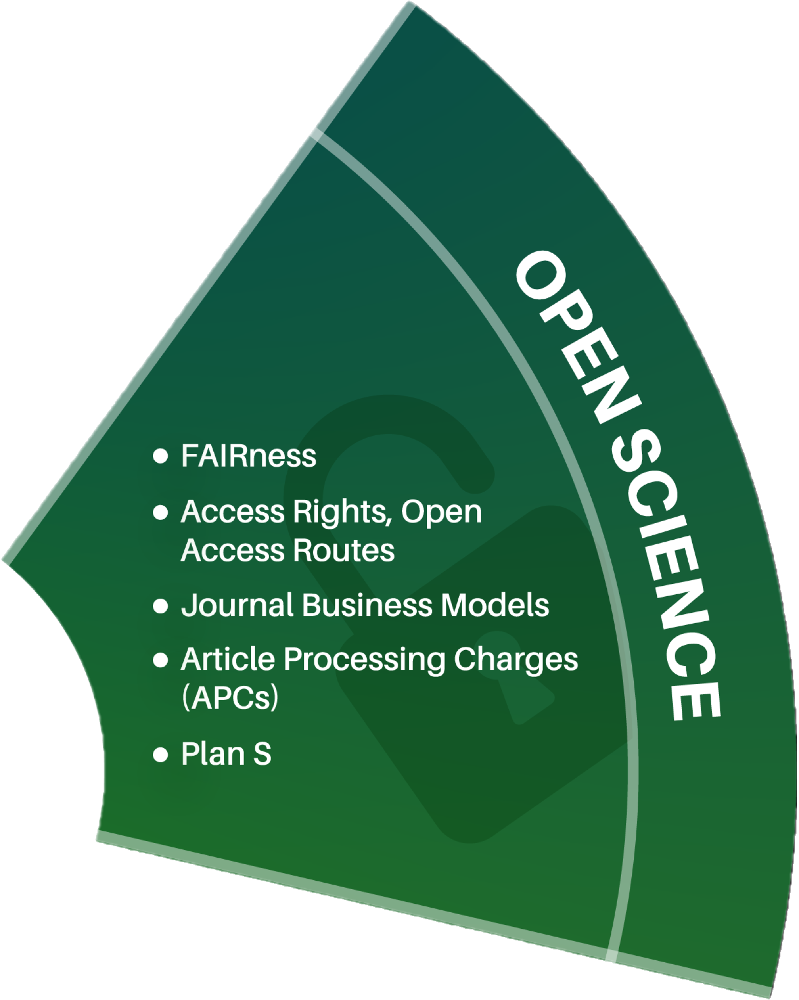 OPEN SCIENCE
● FAIRness
● Access Rights, Open
Access Routes
● Journal Business Models
● Article Processing Charges
(APCs)
● Plan S